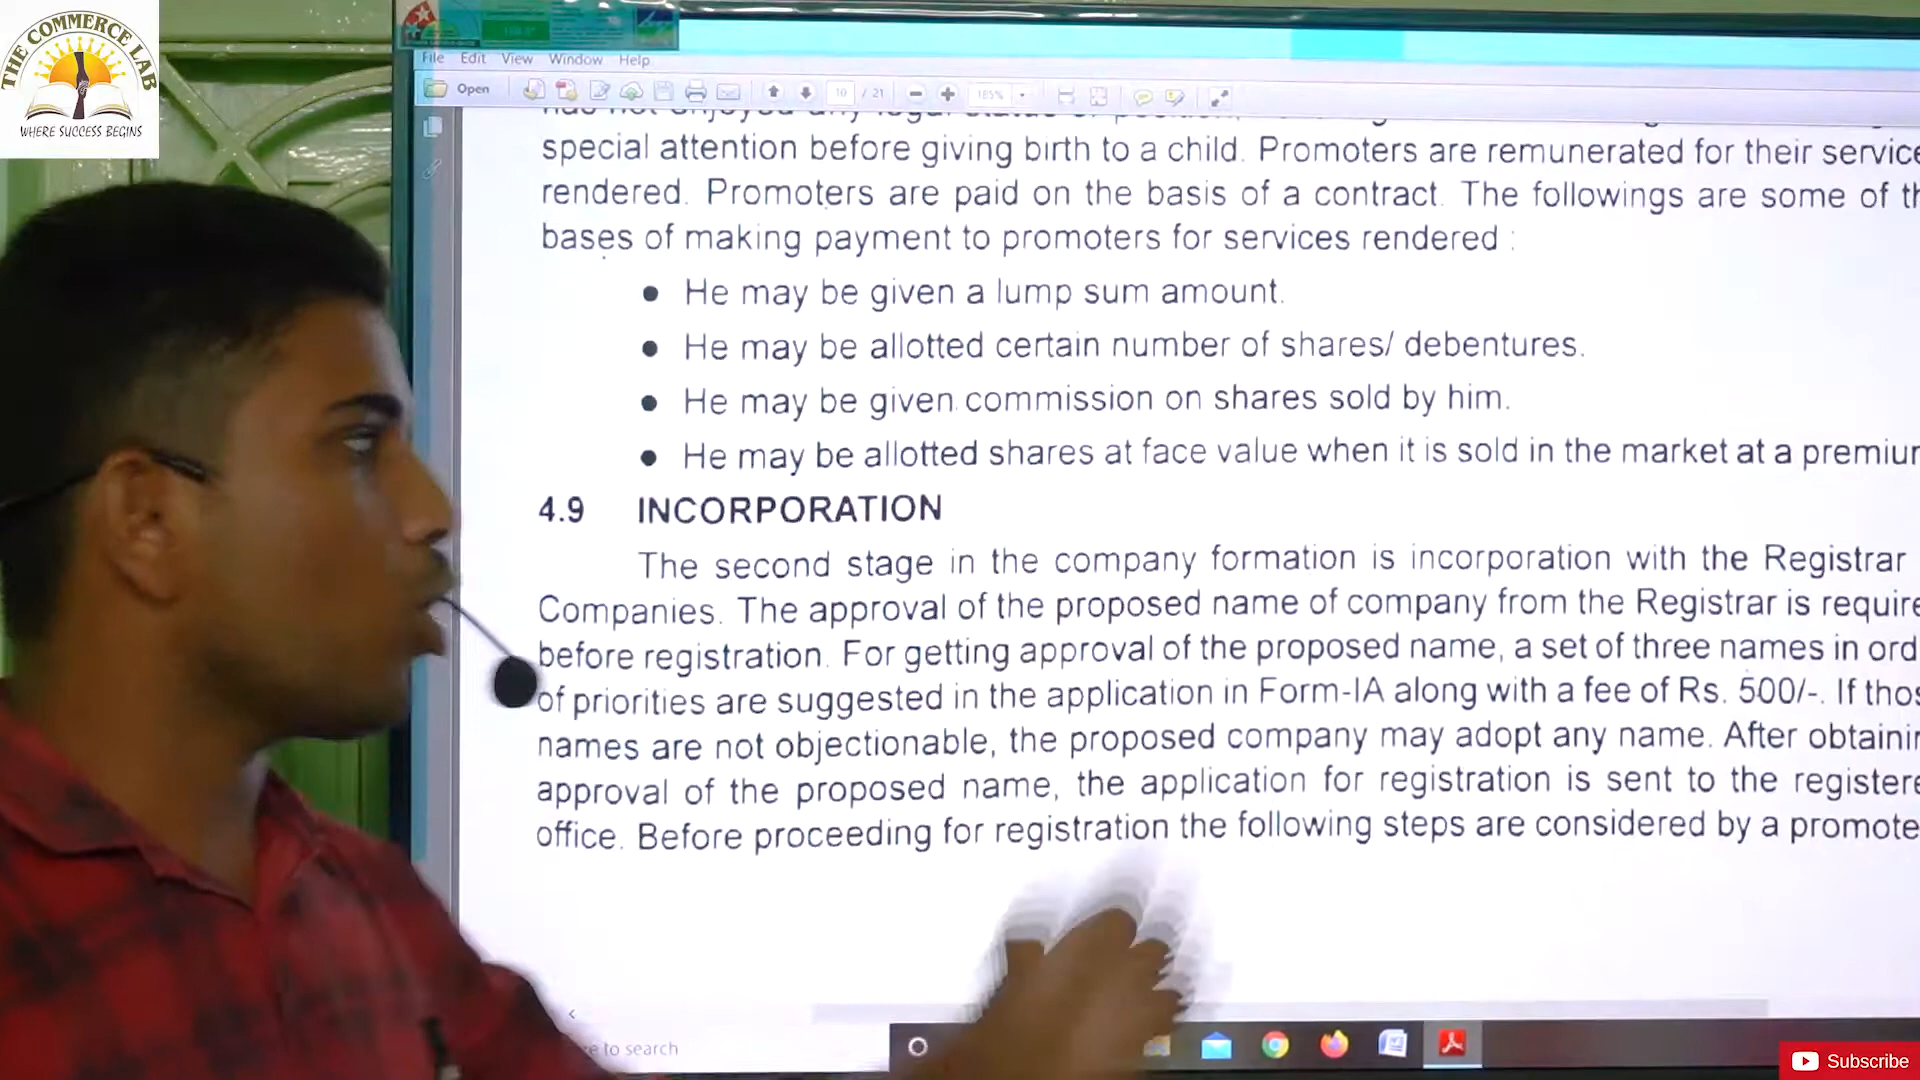 THE COMMERCE LAB
WHERE SUCCESS BEGINS
File Edit View Window Help
Open 10 / 21 185%
special attention before giving birth to a child. Promoters are remunerated for their service
rendered. Promoters are paid on the basis of a contract. The followings are some of th
bases of making payment to promoters for services rendered :
● He may be given a lump sum amount.
● He may be allotted certain number of shares/ debentures.
● He may be given commission on shares sold by him.
● He may be allotted shares at face value when it is sold in the market at a premium
4.9 INCORPORATION
The second stage in the company formation is incorporation with the Registrar
Companies. The approval of the proposed name of company from the Registrar is require
before registration. For getting approval of the proposed name, a set of three names in ord
of priorities are suggested in the application in Form-IA along with a fee of Rs. 500/-. If thos
names are not objectionable, the proposed company may adopt any name. After obtainin
approval of the proposed name, the application for registration is sent to the registere
office. Before proceeding for registration the following steps are considered by a promote
re to search
Subscribe